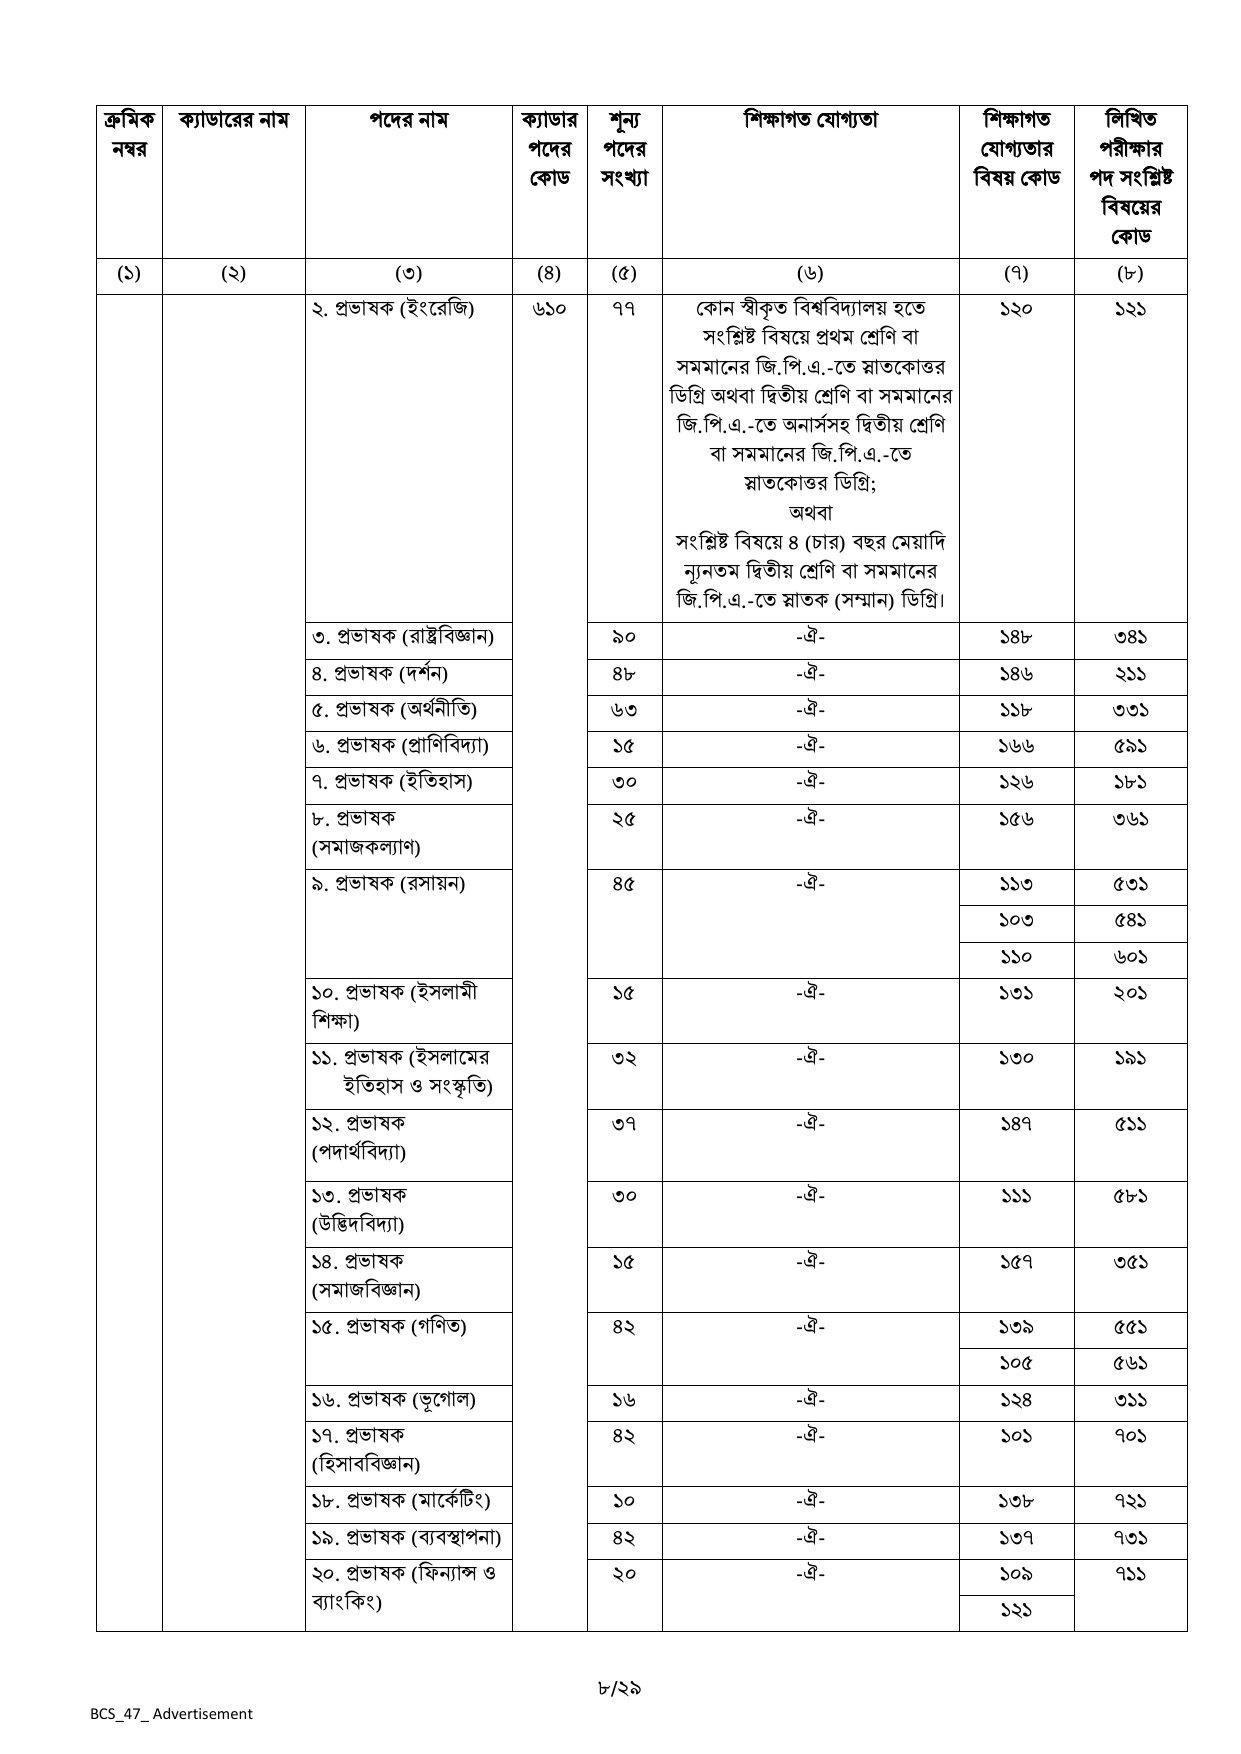 ক্রমিক নম্বর | ক্যাডারের নাম | পদের নাম | ক্যাডার পদের কোড | শূন্য পদের সংখ্যা | শিক্ষাগত যোগ্যতা | শিক্ষাগত যোগ্যতার বিষয় কোড | লিখিত পরীক্ষার পদ সংশ্লিষ্ট বিষয়ের কোড
(১) | (২) | (৩) | (৪) | (৫) | (৬) | (৭) | (৮)
২. প্রভাষক (ইংরেজি) | ৬১০ | ৭৭ | কোন স্বীকৃত বিশ্ববিদ্যালয় হতে | ১২০ | ১২১
সংশ্লিষ্ট বিষয়ে প্রথম শ্রেণি বা
সমমানের জি.পি.এ.-তে স্নাতকোত্তর
ডিগ্রি অথবা দ্বিতীয় শ্রেণি বা সমমানের
জি.পি.এ.-তে অনার্সসহ দ্বিতীয় শ্রেণি
বা সমমানের জি.পি.এ.-তে
স্নাতকোত্তর ডিগ্রি;
অথবা
সংশ্লিষ্ট বিষয়ে ৪ (চার) বছর মেয়াদি
ন্যূনতম দ্বিতীয় শ্রেণি বা সমমানের
জি.পি.এ.-তে স্নাতক (সম্মান) ডিগ্রি।
৩. প্রভাষক (রাষ্ট্রবিজ্ঞান) | ৯০ | -ঐ- | ১৪৮ | ৩৪১
৪. প্রভাষক (দর্শন) | ৪৮ | -ঐ- | ১৪৬ | ২১১
৫. প্রভাষক (অর্থনীতি) | ৬৩ | -ঐ- | ১১৮ | ৩৩১
৬. প্রভাষক (প্রাণিবিদ্যা) | ১৫ | -ঐ- | ১৬৬ | ৫৯১
৭. প্রভাষক (ইতিহাস) | ৩০ | -ঐ- | ১২৬ | ১৮১
৮. প্রভাষক | ২৫ | -ঐ- | ১৫৬ | ৩৬১
(সমাজকল্যাণ)
৯. প্রভাষক (রসায়ন) | ৪৫ | -ঐ- | ১১৩ | ৫৩১
১০৩ | ৫৪১
১১০ | ৬০১
১০. প্রভাষক (ইসলামী | ১৫ | -ঐ- | ১৩১ | ২০১
শিক্ষা)
১১. প্রভাষক (ইসলামের | ৩২ | -ঐ- | ১৩০ | ১৯১
ইতিহাস ও সংস্কৃতি)
১২. প্রভাষক | ৩৭ | -ঐ- | ১৪৭ | ৫১১
(পদার্থবিদ্যা)
১৩. প্রভাষক | ৩০ | -ঐ- | ১১১ | ৫৮১
(উদ্ভিদবিদ্যা)
১৪. প্রভাষক | ১৫ | -ঐ- | ১৫৭ | ৩৫১
(সমাজবিজ্ঞান)
১৫. প্রভাষক (গণিত) | ৪২ | -ঐ- | ১৩৯ | ৫৫১
১০৫ | ৫৬১
১৬. প্রভাষক (ভূগোল) | ১৬ | -ঐ- | ১২৪ | ৩১১
১৭. প্রভাষক | ৪২ | -ঐ- | ১০১ | ৭০১
(হিসাববিজ্ঞান)
১৮. প্রভাষক (মার্কেটিং) | ১০ | -ঐ- | ১৩৮ | ৭২১
১৯. প্রভাষক (ব্যবস্থাপনা) | ৪২ | -ঐ- | ১৩৭ | ৭৩১
২০. প্রভাষক (ফিন্যান্স ও | ২০ | -ঐ- | ১০৯ | ৭১১
ব্যাংকিং) | ১২১
৮/২৯
BCS_47_ Advertisement